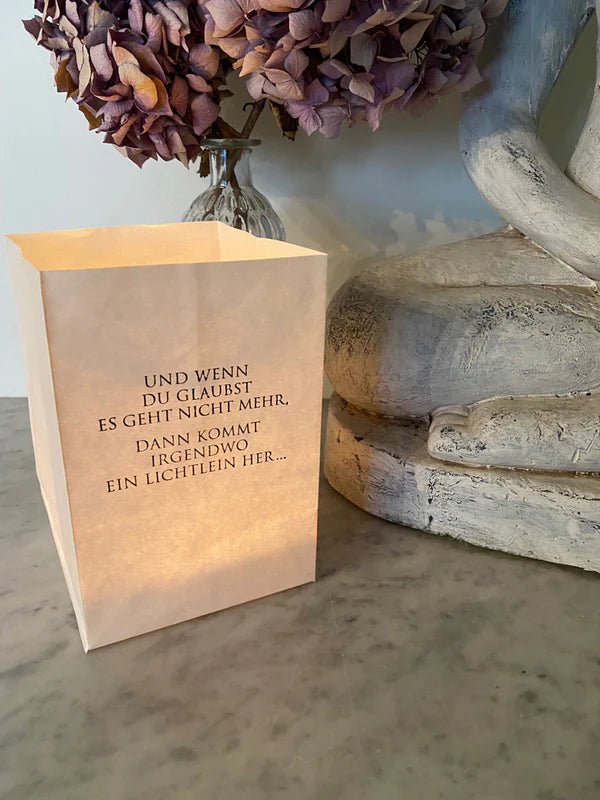 UND WENN
DU GLAUBST
ES GEHT NICHT MEHR,
DANN KOMMT
IRGENDWO
EIN LICHTLEIN HER...